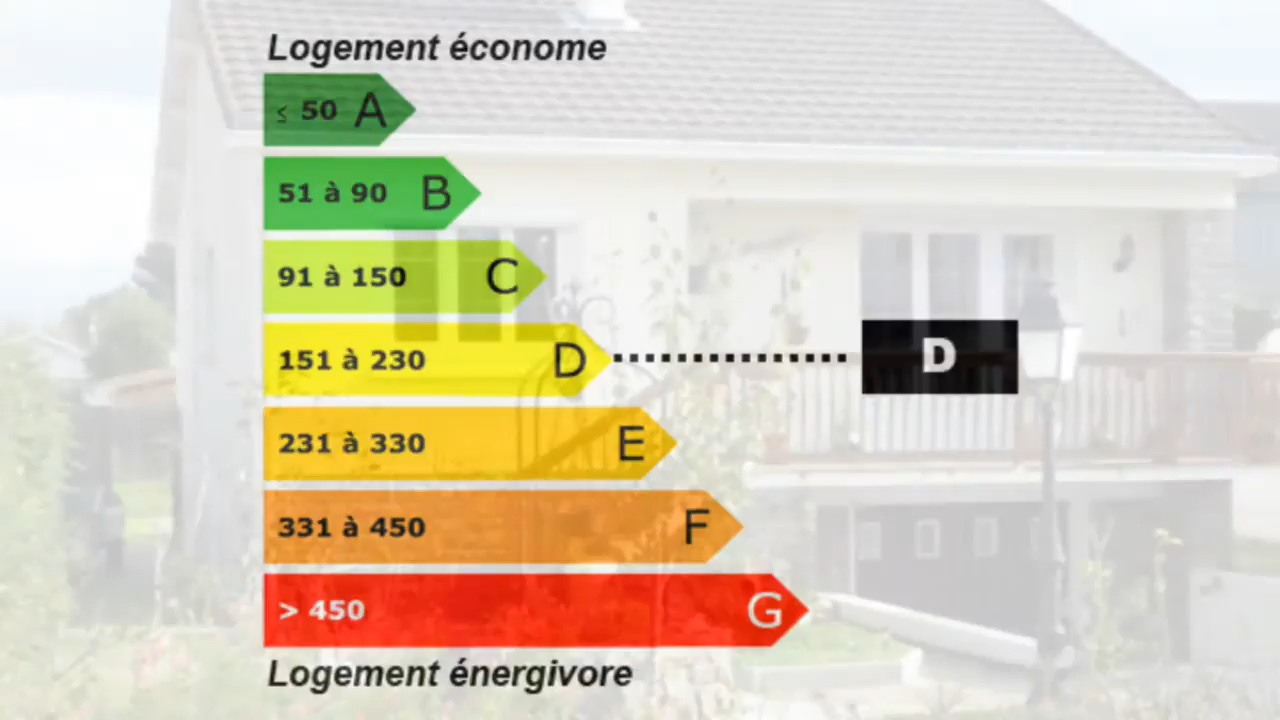 Logement économe
≤ 50 A
51 à 90 B
91 à 150 C
151 à 230 D D
231 à 330 E
331 à 450 F
> 450 G
Logement énergivore